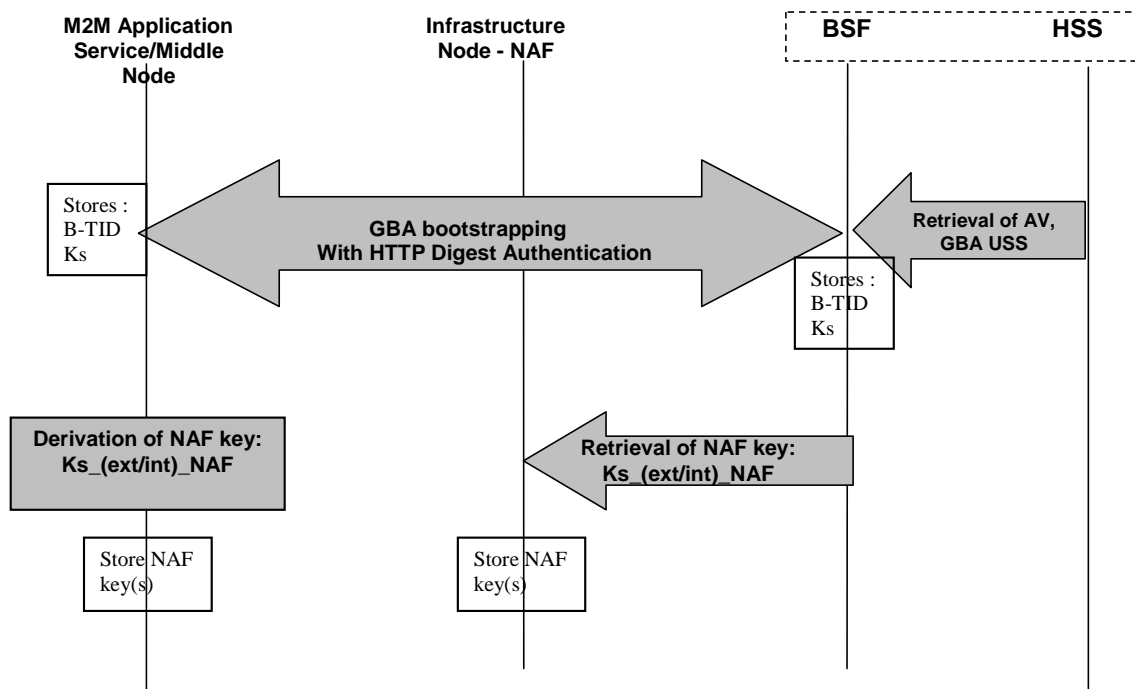 M2M Application
Service/Middle
Node
Infrastructure
Node - NAF
BSF
HSS
Stores :
B-TID
Ks
GBA bootstrapping
With HTTP Digest Authentication
Retrieval of AV,
GBA USS
Stores :
B-TID
Ks
Derivation of NAF key:
Ks_(ext/int)_NAF
Retrieval of NAF key:
Ks_(ext/int)_NAF
Store NAF
key(s)
Store NAF
key(s)